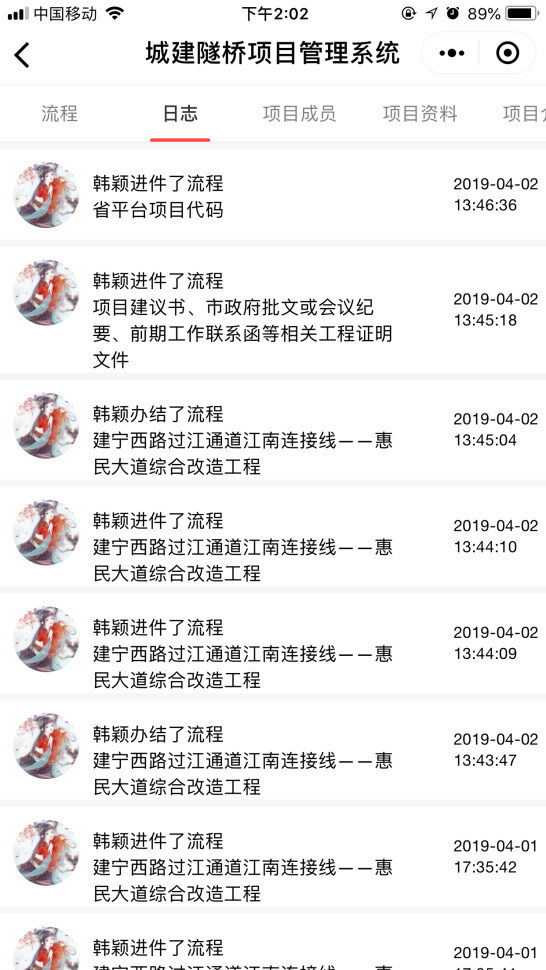 中国移动 下午2:02 89%
城建隧桥项目管理系统
流程 日志 项目成员 项目资料 项目
韩颖进件了流程
省平台项目代码
2019-04-02
13:46:36
韩颖进件了流程
项目建议书、市政府批文或会议纪
要、前期工作联系函等相关工程证明
文件
2019-04-02
13:45:18
韩颖办结了流程
建宁西路过江通道江南连接线——惠
民大道综合改造工程
2019-04-02
13:45:04
韩颖进件了流程
建宁西路过江通道江南连接线——惠
民大道综合改造工程
2019-04-02
13:44:10
韩颖进件了流程
建宁西路过江通道江南连接线——惠
民大道综合改造工程
2019-04-02
13:44:09
韩颖办结了流程
建宁西路过江通道江南连接线——惠
民大道综合改造工程
2019-04-02
13:43:47
韩颖进件了流程
建宁西路过江通道江南连接线——惠
民大道综合改造工程
2019-04-01
17:35:42
韩颖进件了流程
建宁西路过江通道江南连接线——惠
2019-04-01